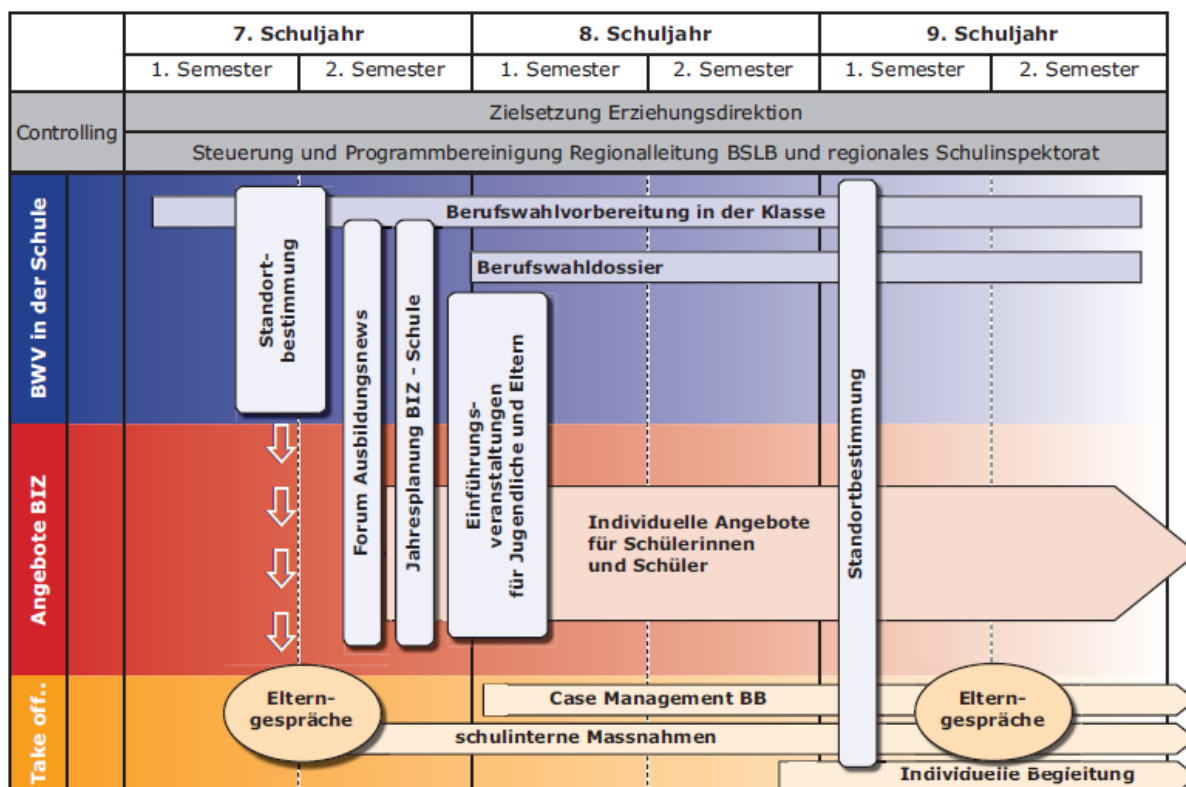 7. Schuljahr
8. Schuljahr
9. Schuljahr
1. Semester
2. Semester
1. Semester
2. Semester
1. Semester
2. Semester
Controlling
Zielsetzung Erziehungsdirektion
Steuerung und Programmbereinigung Regionalleitung BSLB und regionales Schulinspektorat
BWV in der Schule
Berufswahlvorbereitung in der Klasse
Berufswahldossier
Standort-
bestimmung
Forum Ausbildungsnews
Jahresplanung BIZ - Schule
Einführungs-
veranstaltungen
für Jugendliche und Eltern
Standortbestimmung
Angebote BIZ
Individuelle Angebote
für Schülerinnen
und Schüler
Take off..
Eltern-
gespräche
Case Management BB
Eltern-
gespräche
schulinterne Massnahmen
Individuelle Begleitung